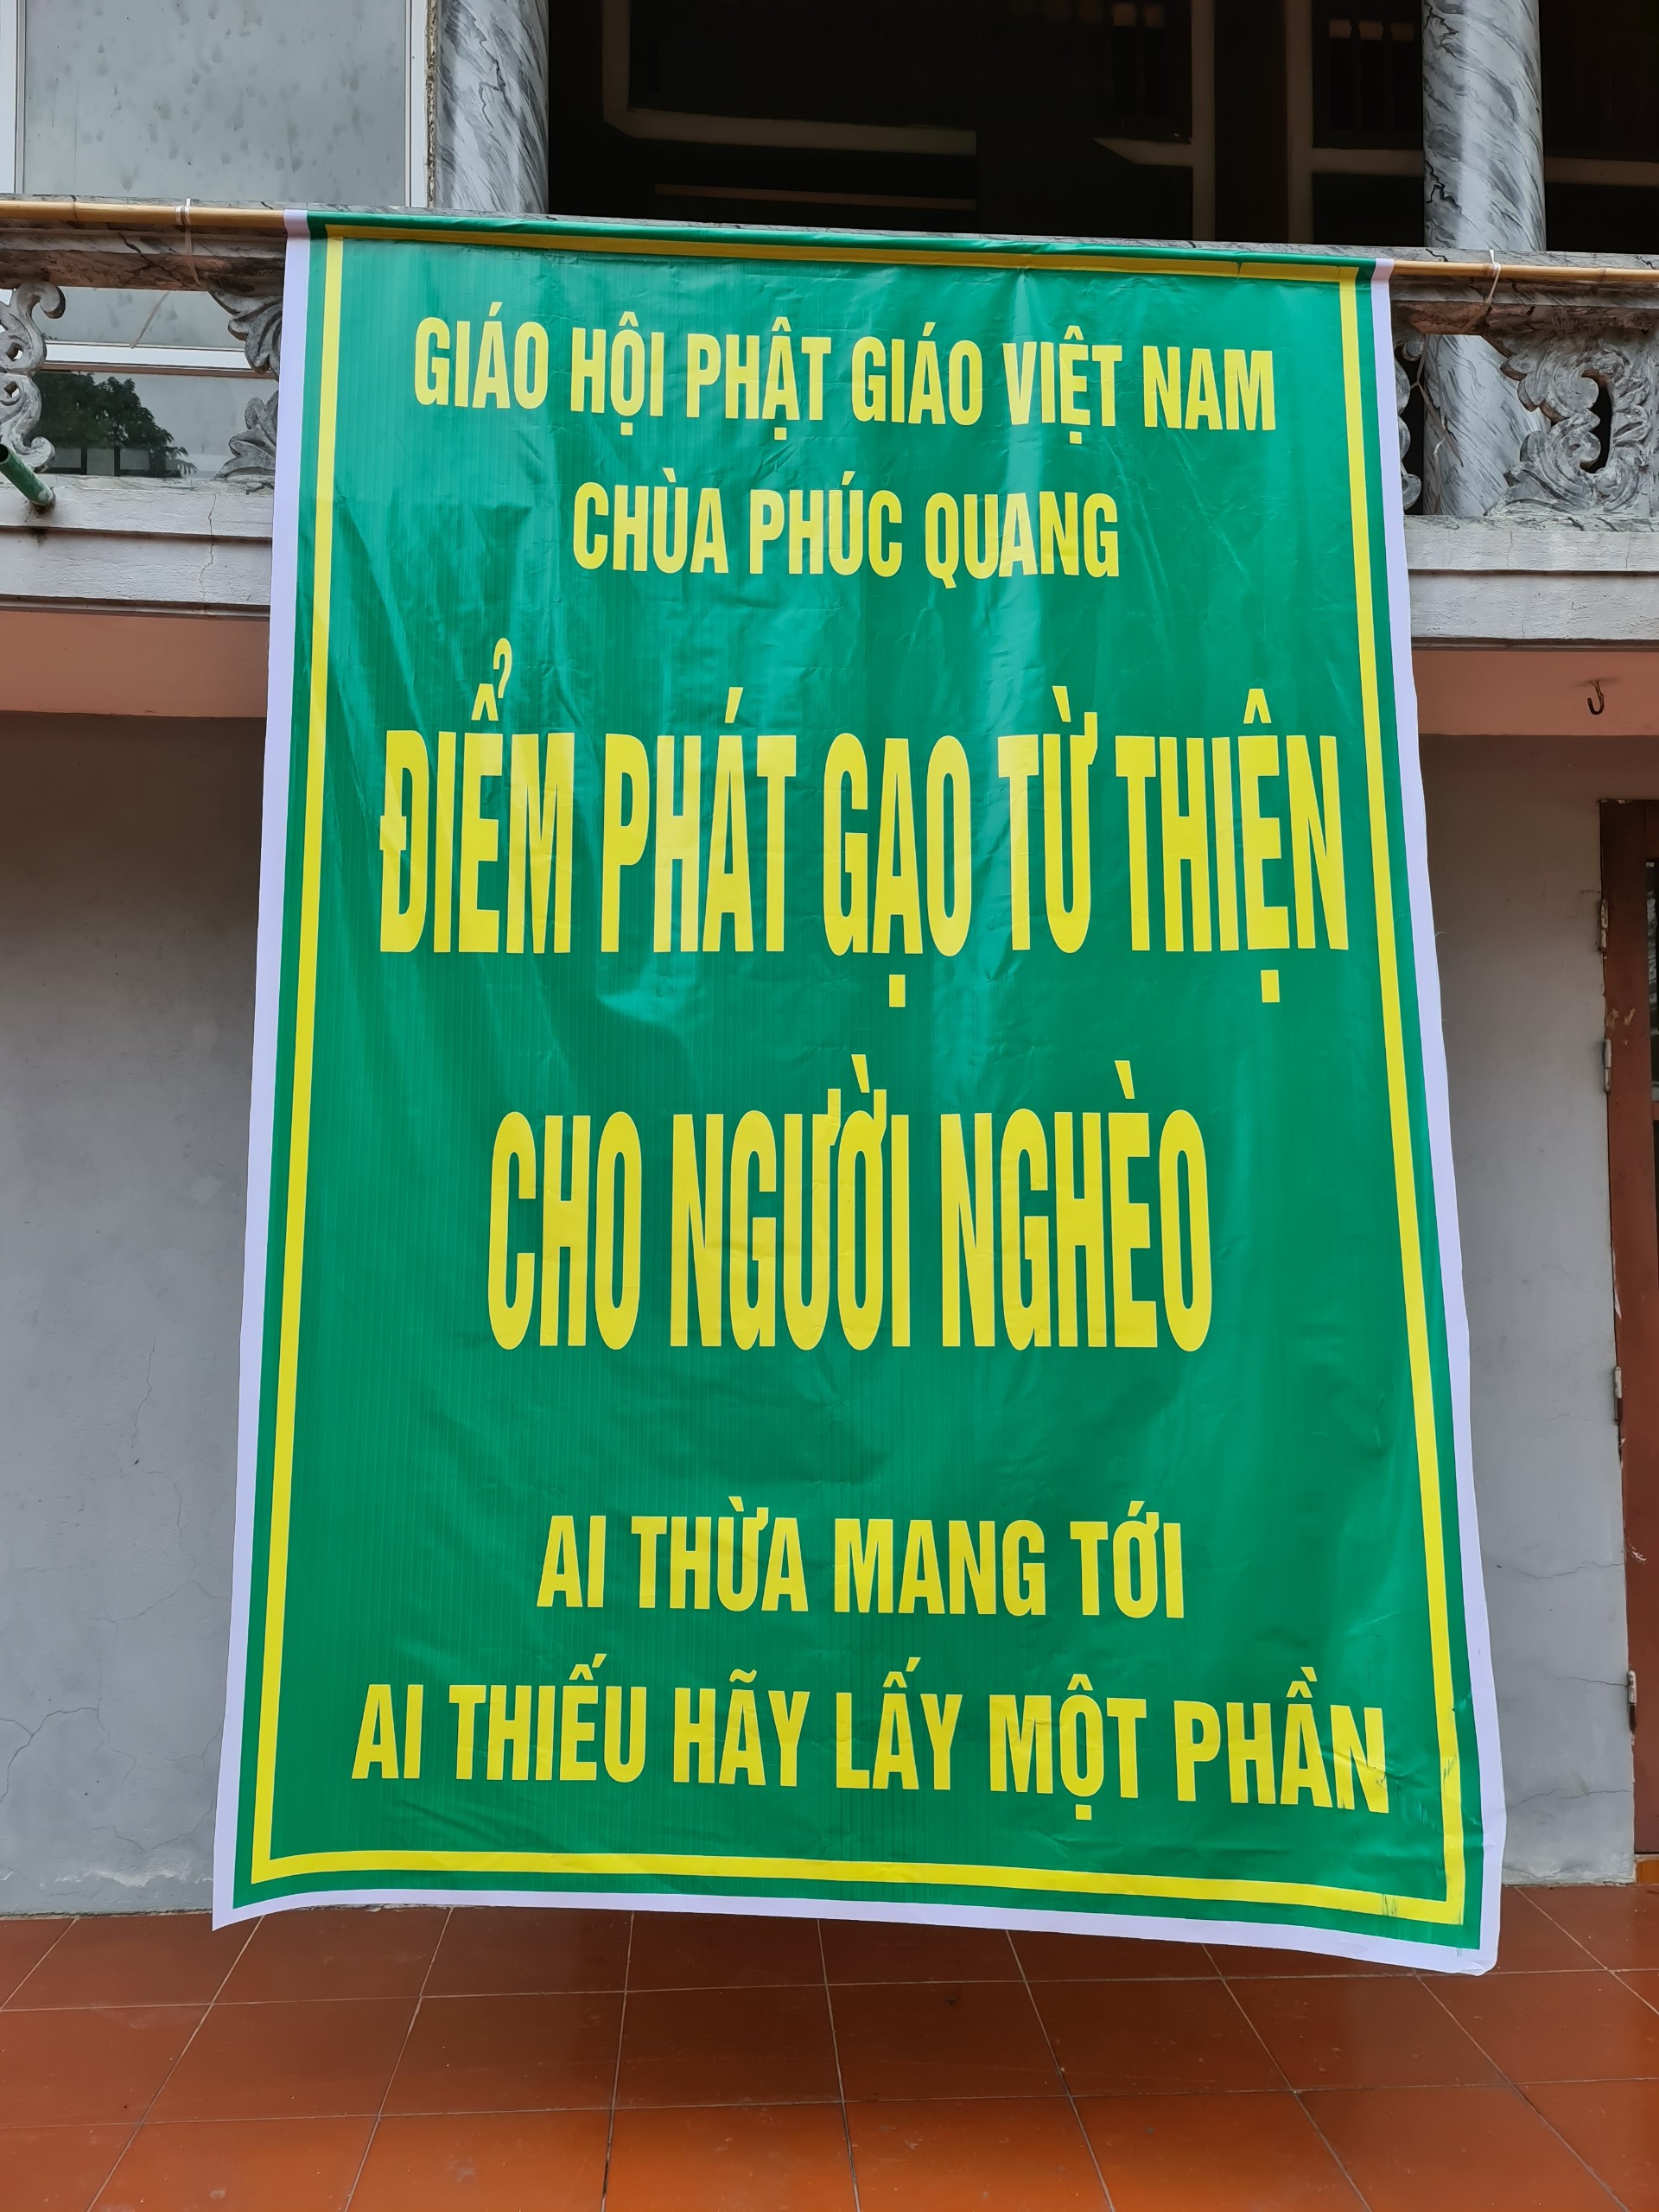 GIÁO HỘI PHẬT GIÁO VIỆT NAM
CHÙA PHÚC QUANG
ĐIỂM PHÁT GẠO TỪ THIỆN
CHO NGƯỜI NGHÈO
AI THỪA MANG TỚI
AI THIẾU HÃY LẤY MỘT PHẦN